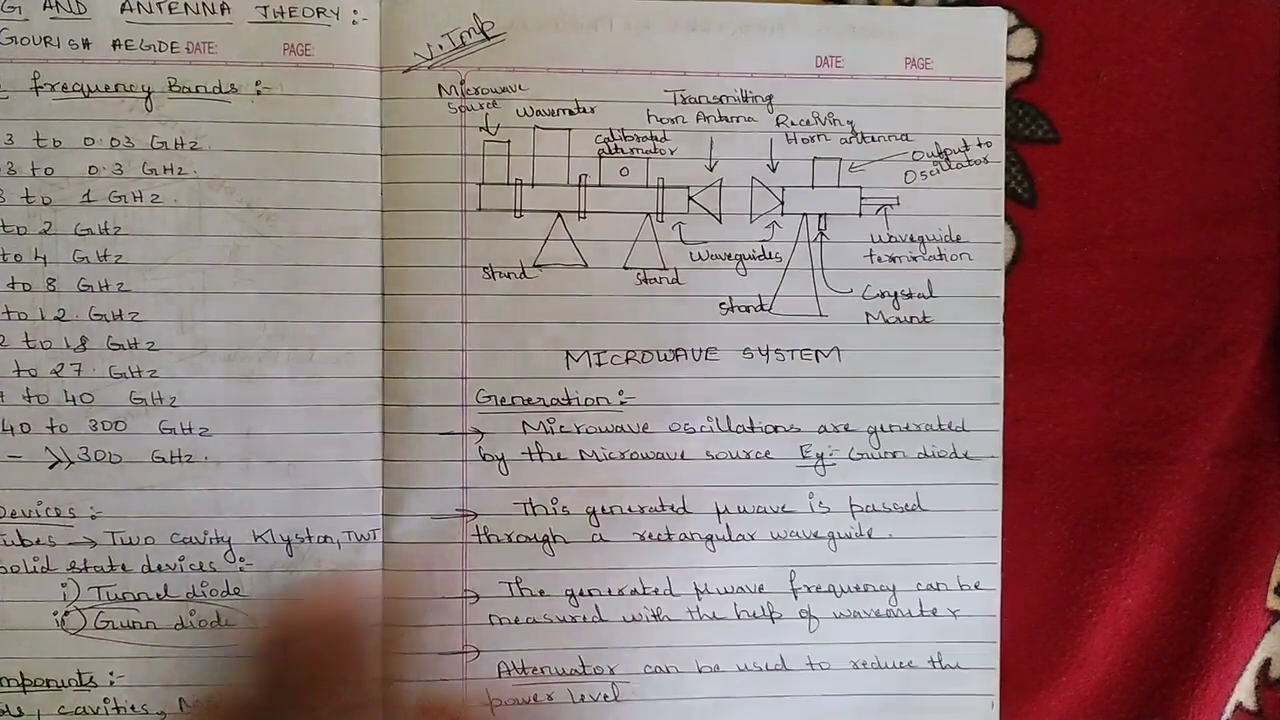 G AND ANTENNA THEORY :-
GOURISH HEGDE DATE: PAGE:
frequency Bands :-
3 to 0.03 GHz.
3 to 0.3 GHz.
3 to 1 GHz.
to 2 GHz
to 4 GHz
to 8 GHz
to 12 GHz
2 to 18 GHz
to 27 GHz
to 40 GHz
40 to 300 GHz
- >> 300 GHz.
Devices :-
Tubes → Two Cavity Klyston, TWT
solid state devices :-
i) Tunnel diode
ii) Gunn diode
mponents :-
cavities,
V. Imp
DATE: PAGE:
Microwave
source
Wavemeter
calibrated
attenuator
Transmitting
horn Antenna
Receiving
Horn antenna
Output to
Oscillator
Waveguide
termination
Waveguides
Stand
Stand
Stand
Crystal
Mount
MICROWAVE SYSTEM
Generation :-
→ Microwave oscillations are generated
by the Microwave source Eg:- Gunn diode
→ This generated μwave is passed
through a rectangular waveguide.
→ The generated μwave frequency can be
measured with the help of wavemeter
→ Attenuator can be used to reduce the
power level